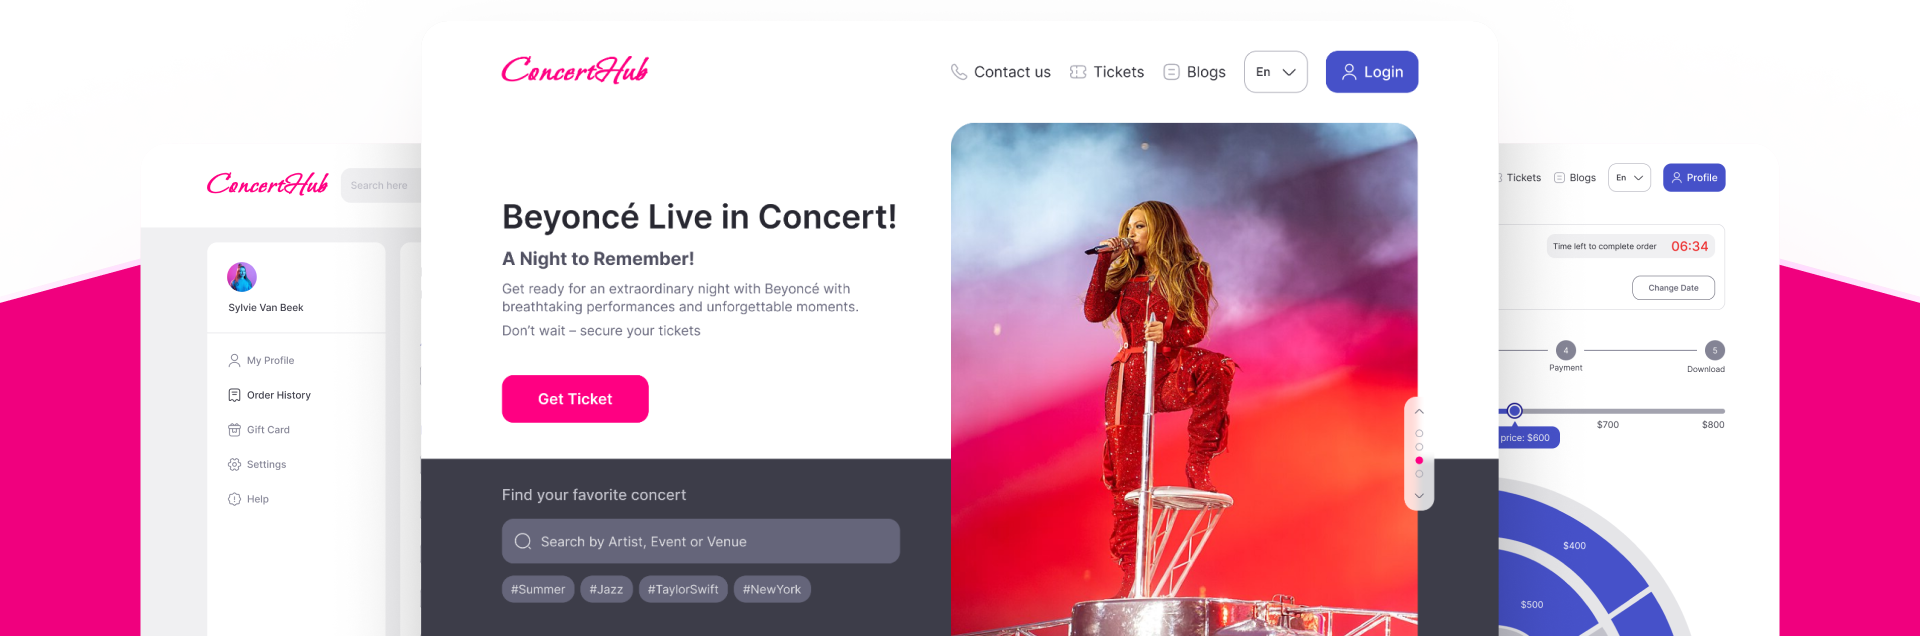 ConcertHub
Contact us
Tickets
Blogs
En
Login
Beyoncé Live in Concert!
A Night to Remember!
Get ready for an extraordinary night with Beyoncé with
breathtaking performances and unforgettable moments.
Don't wait – secure your tickets
Get Ticket
Find your favorite concert
Search by Artist, Event or Venue
#Summer
#Jazz
#TaylorSwift
#NewYork
ConcertHub
Search here
Sylvie Van Beek
My Profile
Order History
Gift Card
Settings
Help
Tickets
Blogs
En
Profile
Time left to complete order 06:34
Change Date
4
5
Payment
Download
$700
$800
price: $600
$400
$500